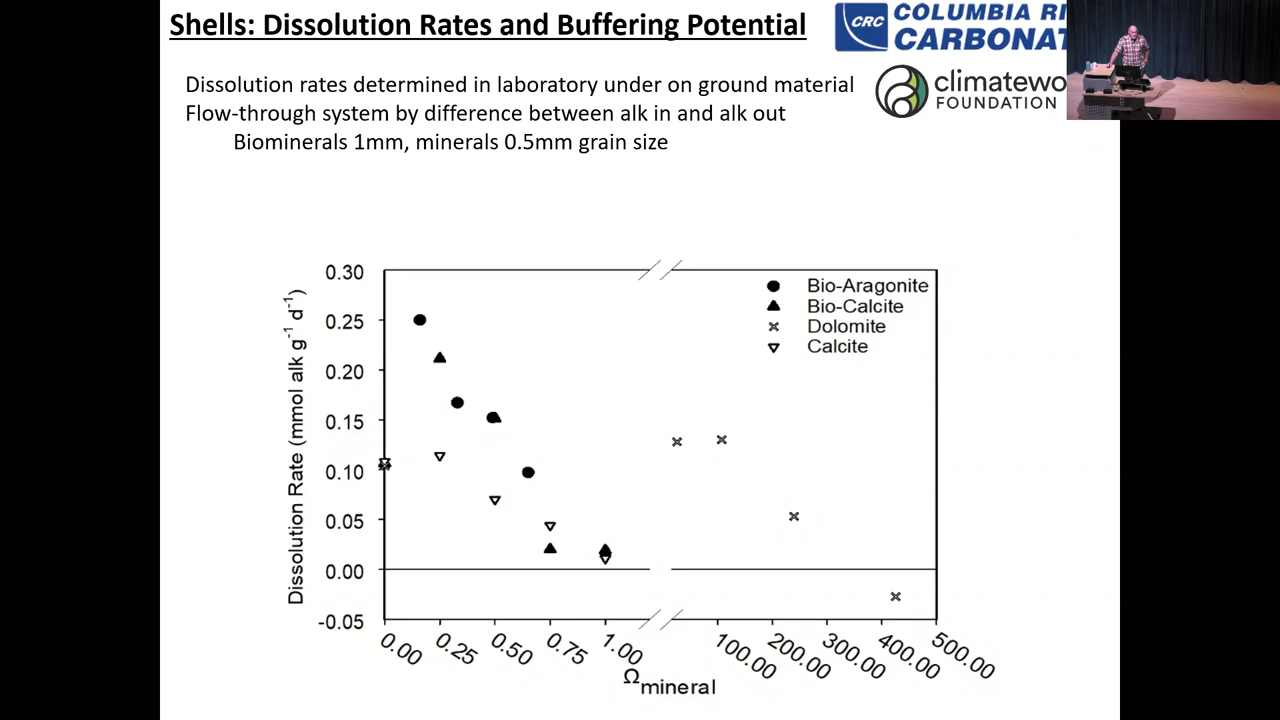 Shells: Dissolution Rates and Buffering Potential
CRC COLUMBIA RI
CARBONAT
Dissolution rates determined in laboratory under on ground material
Flow-through system by difference between alk in and alk out
Biominerals 1mm, minerals 0.5mm grain size
climatewo
FOUNDATION
Bio-Aragonite
Bio-Calcite
Dolomite
Calcite
Dissolution Rate (mmol alk g⁻¹ d⁻¹)
0.30
0.25
0.20
0.15
0.10
0.05
0.00
-0.05
0.00 0.25 0.50 0.75 1.00 100.00 200.00 300.00 400.00 500.00
Ωmineral